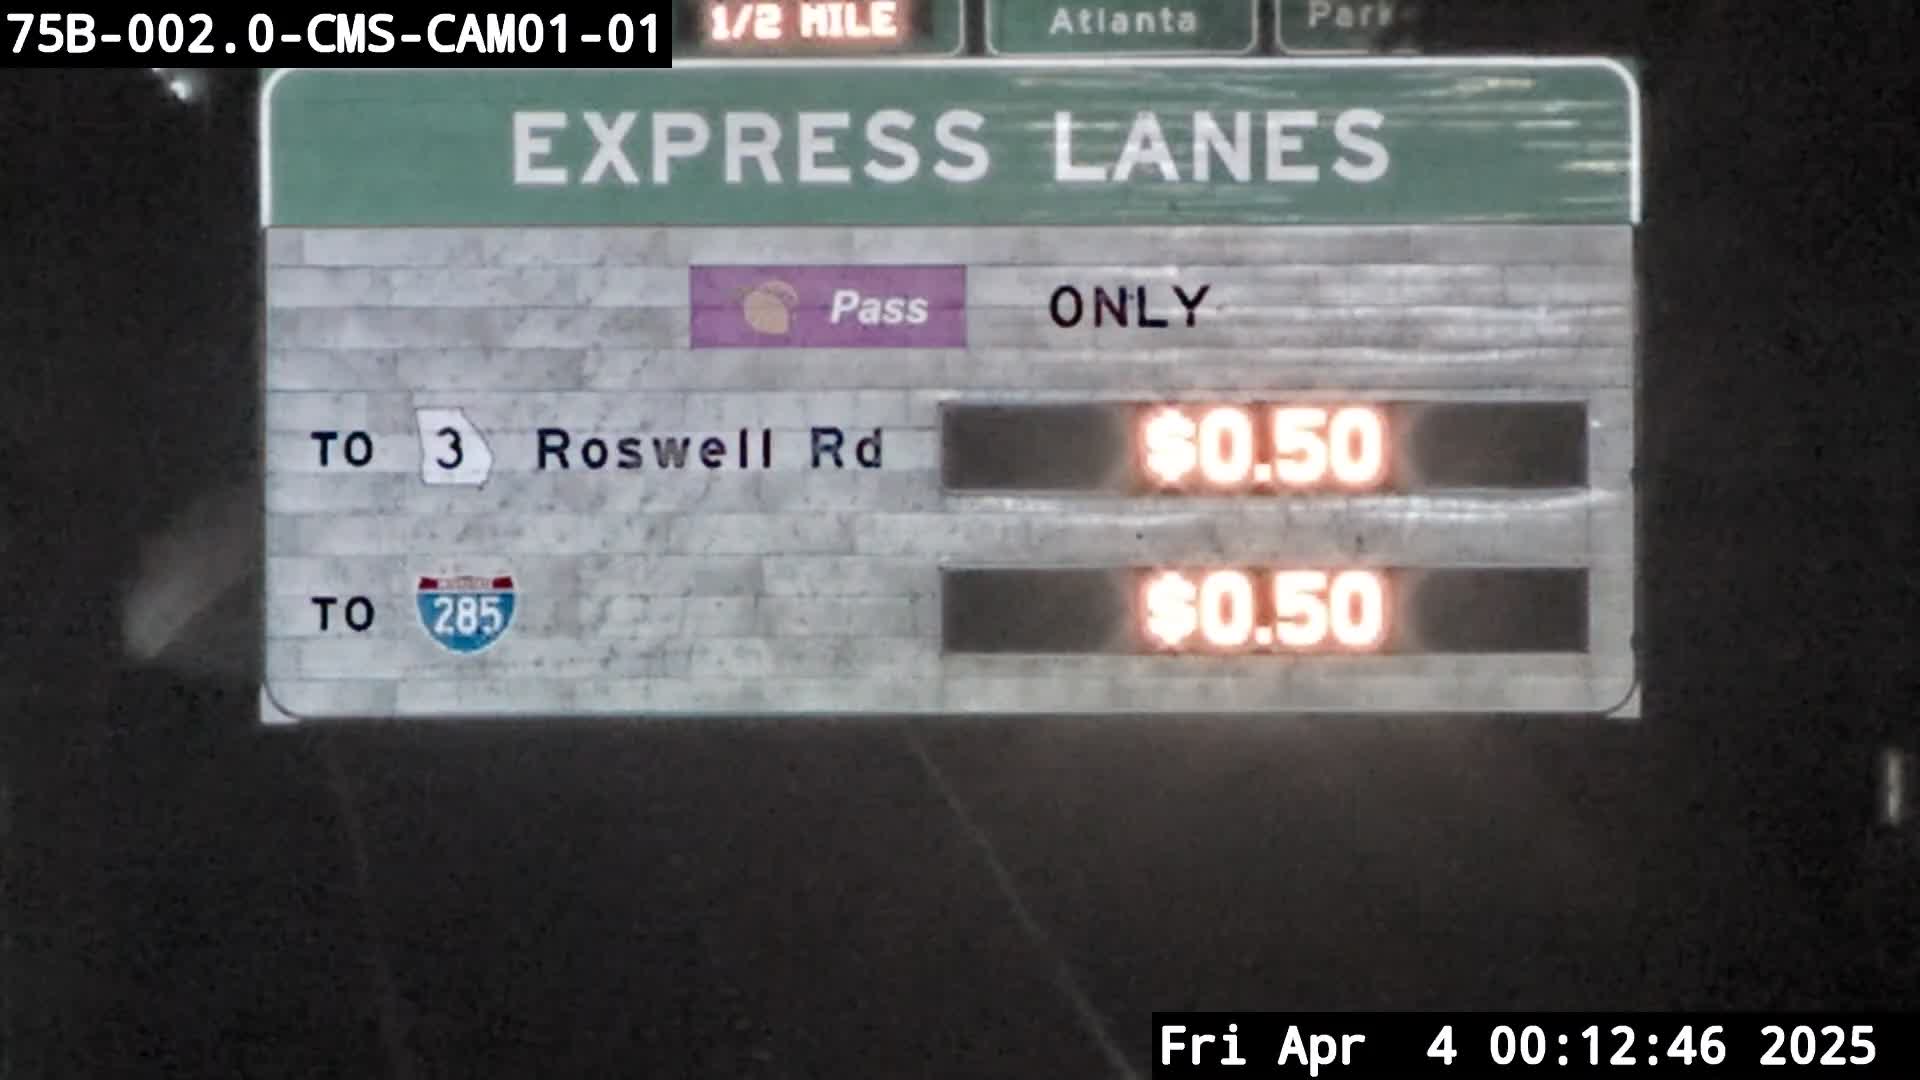 75B-002.0-CMS-CAM01-01
1/2 MILE
Atlanta
Park
EXPRESS LANES
Pass ONLY
TO 3 Roswell Rd $0.50
TO 285 $0.50
Fri Apr 4 00:12:46 2025